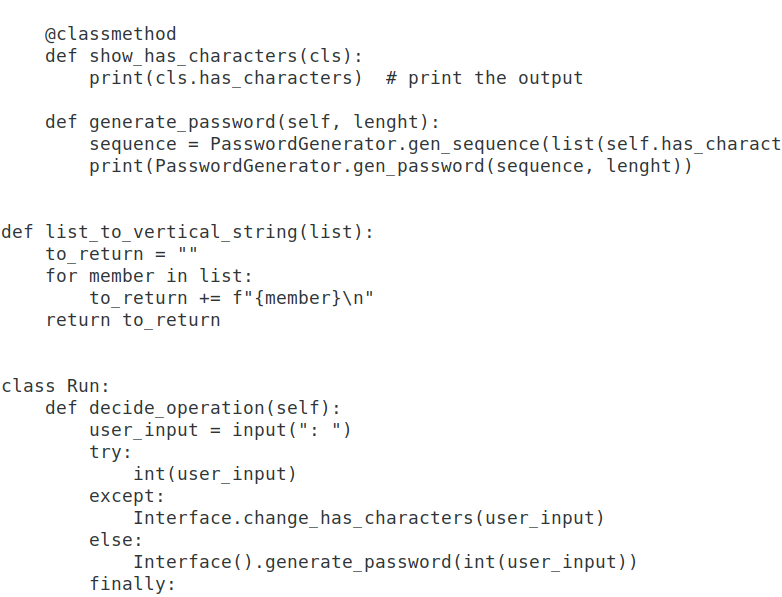 @classmethod
def show_has_characters(cls):
print(cls.has_characters)  # print the output
def generate_password(self, lenght):
sequence = PasswordGenerator.gen_sequence(list(self.has_charact
print(PasswordGenerator.gen_password(sequence, lenght))
def list_to_vertical_string(list):
to_return = ""
for member in list:
to_return += f"{member}\n"
return to_return
class Run:
def decide_operation(self):
user_input = input(": ")
try:
int(user_input)
except:
Interface.change_has_characters(user_input)
else:
Interface().generate_password(int(user_input))
finally: